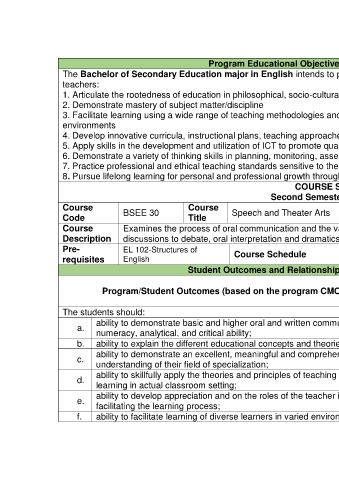 Program Educational Objective
The Bachelor of Secondary Education major in English intends to p
teachers:
1. Articulate the rootedness of education in philosophical, socio-cultura
2. Demonstrate mastery of subject matter/discipline
3. Facilitate learning using a wide range of teaching methodologies and
environments
4. Develop innovative curricula, instructional plans, teaching approache
5. Apply skills in the development and utilization of ICT to promote qua
6. Demonstrate a variety of thinking skills in planning, monitoring, asse
7. Practice professional and ethical teaching standards sensitive to the
8. Pursue lifelong learning for personal and professional growth through
COURSE S
Second Semeste
Course Code BSEE 30 Course Title Speech and Theater Arts
Course Description Examines the process of oral communication and the va
discussions to debate, oral interpretation and dramatics
Pre-requisites EL 102-Structures of English Course Schedule
Student Outcomes and Relationship
Program/Student Outcomes (based on the program CMO
The students should:
a. ability to demonstrate basic and higher oral and written commu
numeracy, analytical, and critical ability;
b. ability to explain the different educational concepts and theorie
c. ability to demonstrate an excellent, meaningful and comprehen
understanding of their field of specialization;
d. ability to skillfully apply the theories and principles of teaching
learning in actual classroom setting;
e. ability to develop appreciation and on the roles of the teacher i
facilitating the learning process;
f. ability to facilitate learning of diverse learners in varied environ